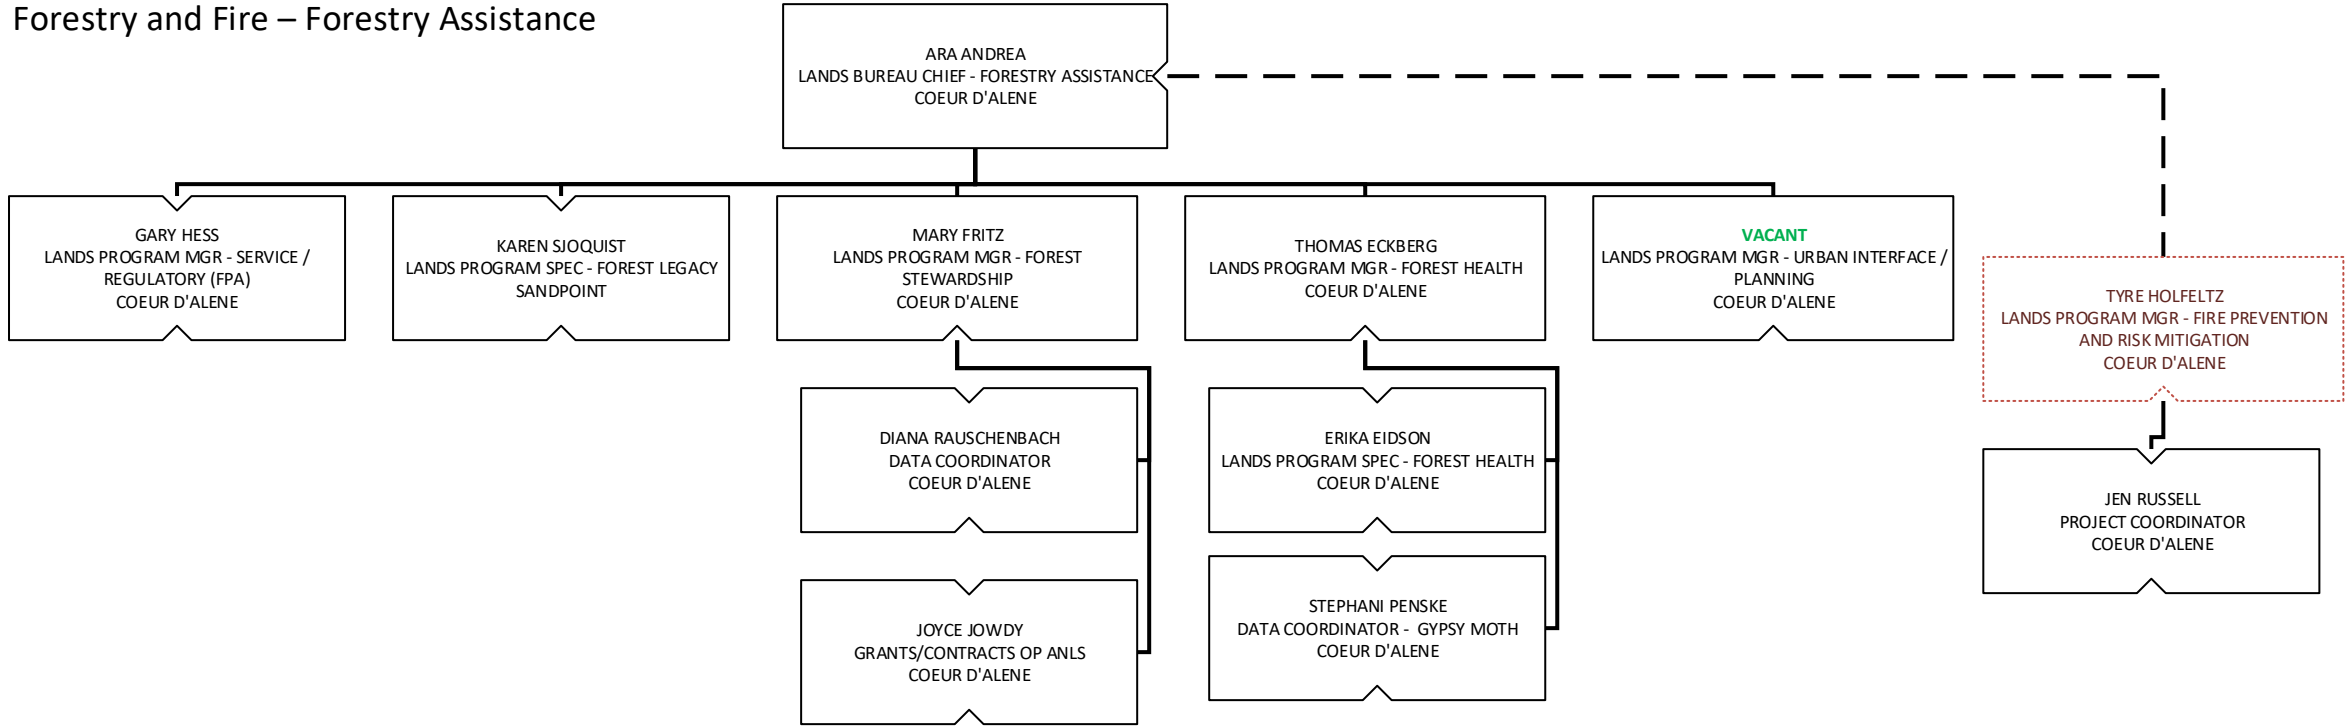 Forestry and Fire – Forestry Assistance
ARA ANDREA
LANDS BUREAU CHIEF - FORESTRY ASSISTANCE
COEUR D'ALENE
GARY HESS
LANDS PROGRAM MGR - SERVICE /
REGULATORY (FPA)
COEUR D'ALENE
KAREN SJOQUIST
LANDS PROGRAM SPEC - FOREST LEGACY
SANDPOINT
MARY FRITZ
LANDS PROGRAM MGR - FOREST
STEWARDSHIP
COEUR D'ALENE
THOMAS ECKBERG
LANDS PROGRAM MGR - FOREST HEALTH
COEUR D'ALENE
VACANT
LANDS PROGRAM MGR - URBAN INTERFACE /
PLANNING
COEUR D'ALENE
TYRE HOLFELTZ
LANDS PROGRAM MGR - FIRE PREVENTION
AND RISK MITIGATION
COEUR D'ALENE
DIANA RAUSCHENBACH
DATA COORDINATOR
COEUR D'ALENE
ERIKA EIDSON
LANDS PROGRAM SPEC - FOREST HEALTH
COEUR D'ALENE
JEN RUSSELL
PROJECT COORDINATOR
COEUR D'ALENE
JOYCE JOWDY
GRANTS/CONTRACTS OP ANLS
COEUR D'ALENE
STEPHANI PENSKE
DATA COORDINATOR - GYPSY MOTH
COEUR D'ALENE